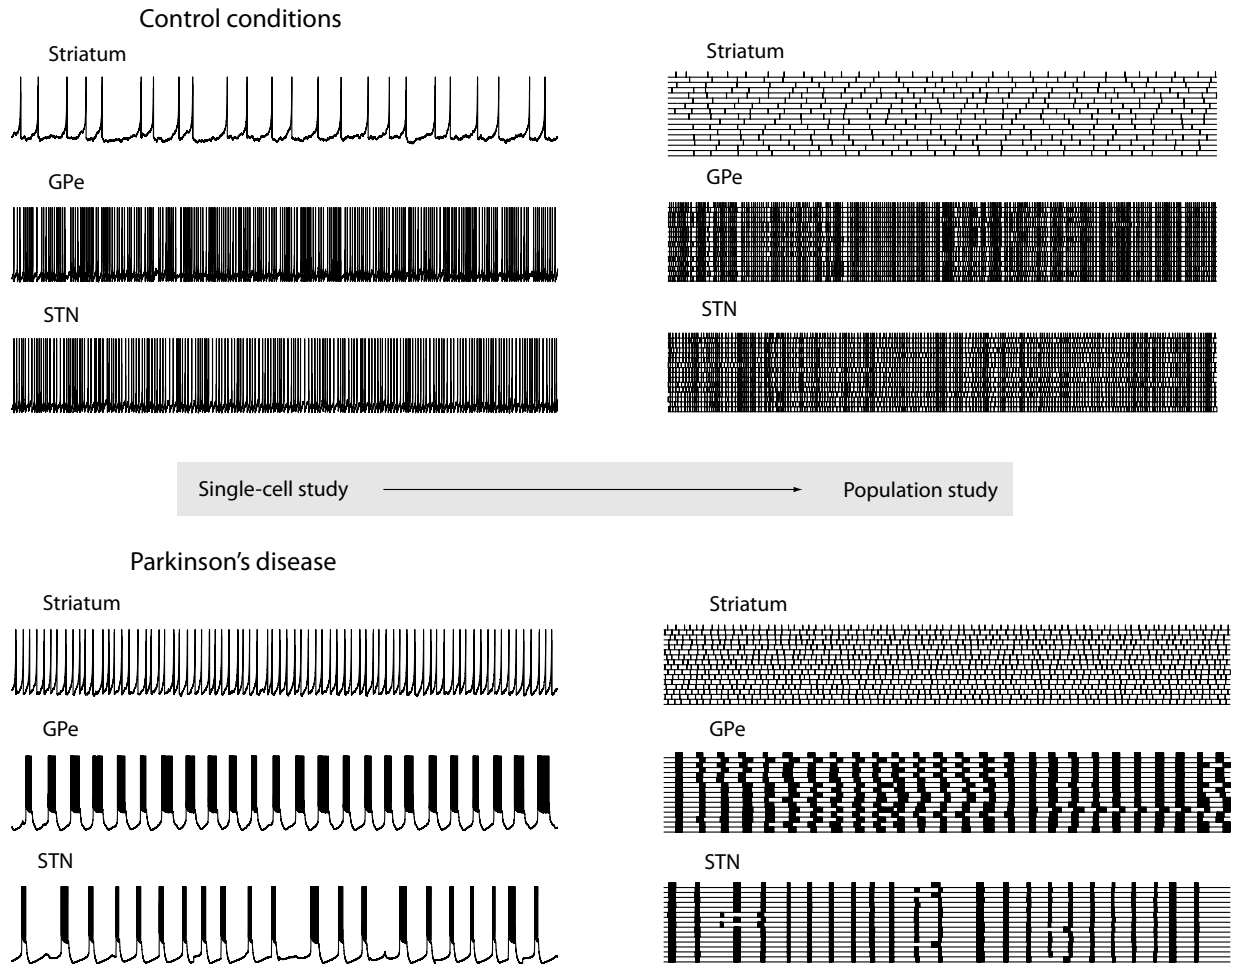 Control conditions
Striatum
Striatum
GPe
GPe
STN
STN
Single-cell study
Population study
Parkinson's disease
Striatum
Striatum
GPe
GPe
STN
STN